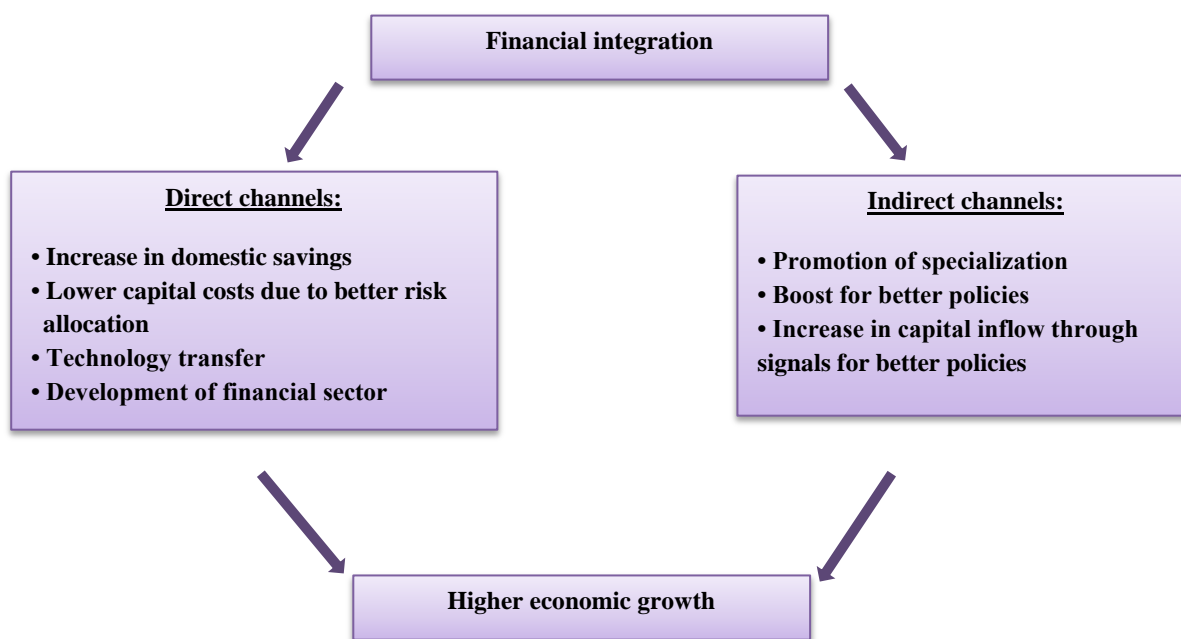 Financial integration
Direct channels:
• Increase in domestic savings
• Lower capital costs due to better risk
allocation
• Technology transfer
• Development of financial sector
Indirect channels:
• Promotion of specialization
• Boost for better policies
• Increase in capital inflow through
signals for better policies
Higher economic growth